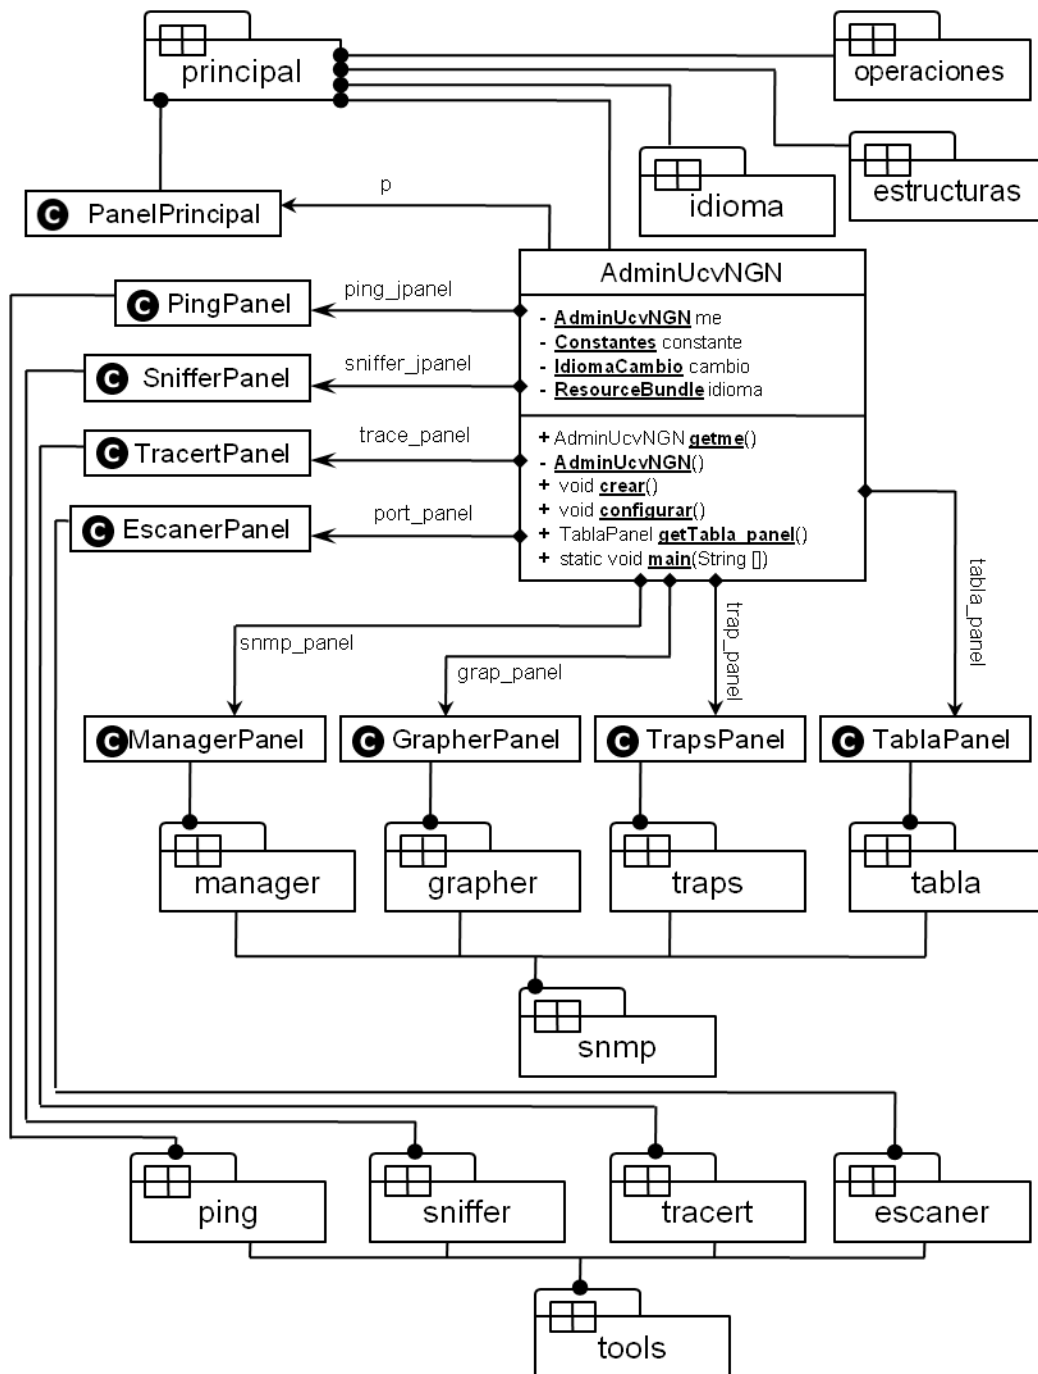 principal
operaciones
estructuras
idioma
p
C PanelPrincipal
AdminUcvNGN
- AdminUcvNGN me
- Constantes constante
- IdiomaCambio cambio
- ResourceBundle idioma
+ AdminUcvNGN getme()
- AdminUcvNGN()
+ void crear()
+ void configurar()
+ TablaPanel getTabla_panel()
+ static void main(String [])
ping_jpanel
C PingPanel
sniffer_jpanel
C SnifferPanel
trace_panel
C TracertPanel
port_panel
C EscanerPanel
snmp_panel
grap_panel
trap_panel
tabla_panel
C ManagerPanel
C GrapherPanel
C TrapsPanel
C TablaPanel
manager
grapher
traps
tabla
snmp
ping
sniffer
tracert
escaner
tools